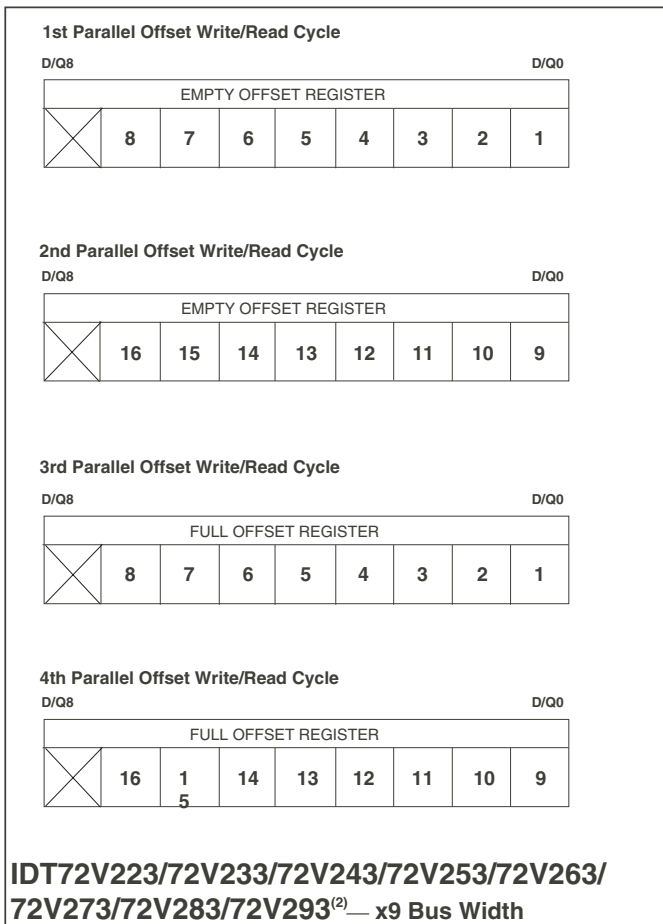 1st Parallel Offset Write/Read Cycle
D/Q8 D/Q0
EMPTY OFFSET REGISTER
8 7 6 5 4 3 2 1
2nd Parallel Offset Write/Read Cycle
D/Q8 D/Q0
EMPTY OFFSET REGISTER
16 15 14 13 12 11 10 9
3rd Parallel Offset Write/Read Cycle
D/Q8 D/Q0
FULL OFFSET REGISTER
8 7 6 5 4 3 2 1
4th Parallel Offset Write/Read Cycle
D/Q8 D/Q0
FULL OFFSET REGISTER
16 15 14 13 12 11 10 9
IDT72V223/72V233/72V243/72V253/72V263/
72V273/72V283/72V293(2)— x9 Bus Width